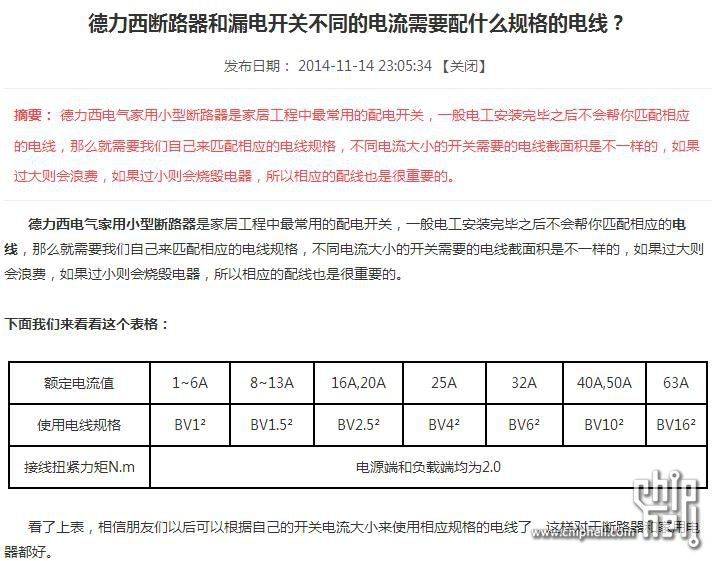 德力西断路器和漏电开关不同的电流需要配什么规格的电线？
发布日期： 2014-11-14 23:05:34 【关闭】
摘要： 德力西电气家用小型断路器是家居工程中最常用的配电开关，一般电工安装完毕之后不会帮你匹配相应
的电线，那么就需要我们自己来匹配相应的电线规格，不同电流大小的开关需要的电线截面积是不一样的，如果
过大则会浪费，如果过小则会烧毁电器，所以相应的配线也是很重要的。
德力西电气家用小型断路器是家居工程中最常用的配电开关，一般电工安装完毕之后不会帮你匹配相应的电
线，那么就需要我们自己来匹配相应的电线规格，不同电流大小的开关需要的电线截面积是不一样的，如果过大则
会浪费，如果过小则会烧毁电器，所以相应的配线也是很重要的。
下面我们来看看这个表格：
额定电流值 1~6A 8~13A 16A,20A 25A 32A 40A,50A 63A
使用电线规格 BV1² BV1.5² BV2.5² BV4² BV6² BV10² BV16²
接线扭紧力矩N.m 电源端和负载端均为2.0
看了上表，相信朋友们以后可以根据自己的开关电流大小来使用相应规格的电线了，这样对于断路器和家用电
器都好。
chip hell
www.chiphell.com